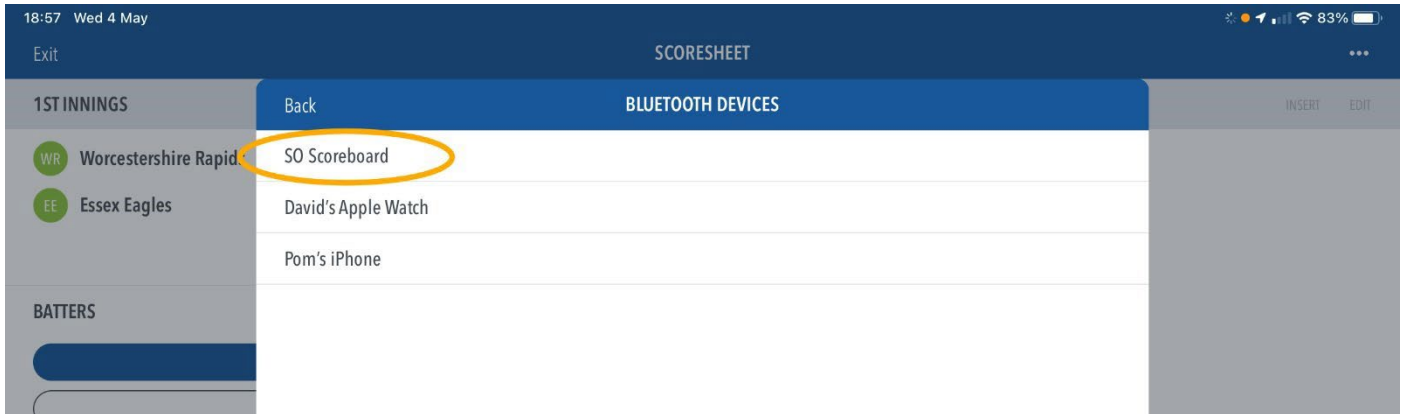 18:57 Wed 4 May
83%
Exit
SCORESHEET
1ST INNINGS
Back
BLUETOOTH DEVICES
INSERT EDIT
WR Worcestershire Rapids
SO Scoreboard
EE Essex Eagles
David's Apple Watch
Pom's iPhone
BATTERS